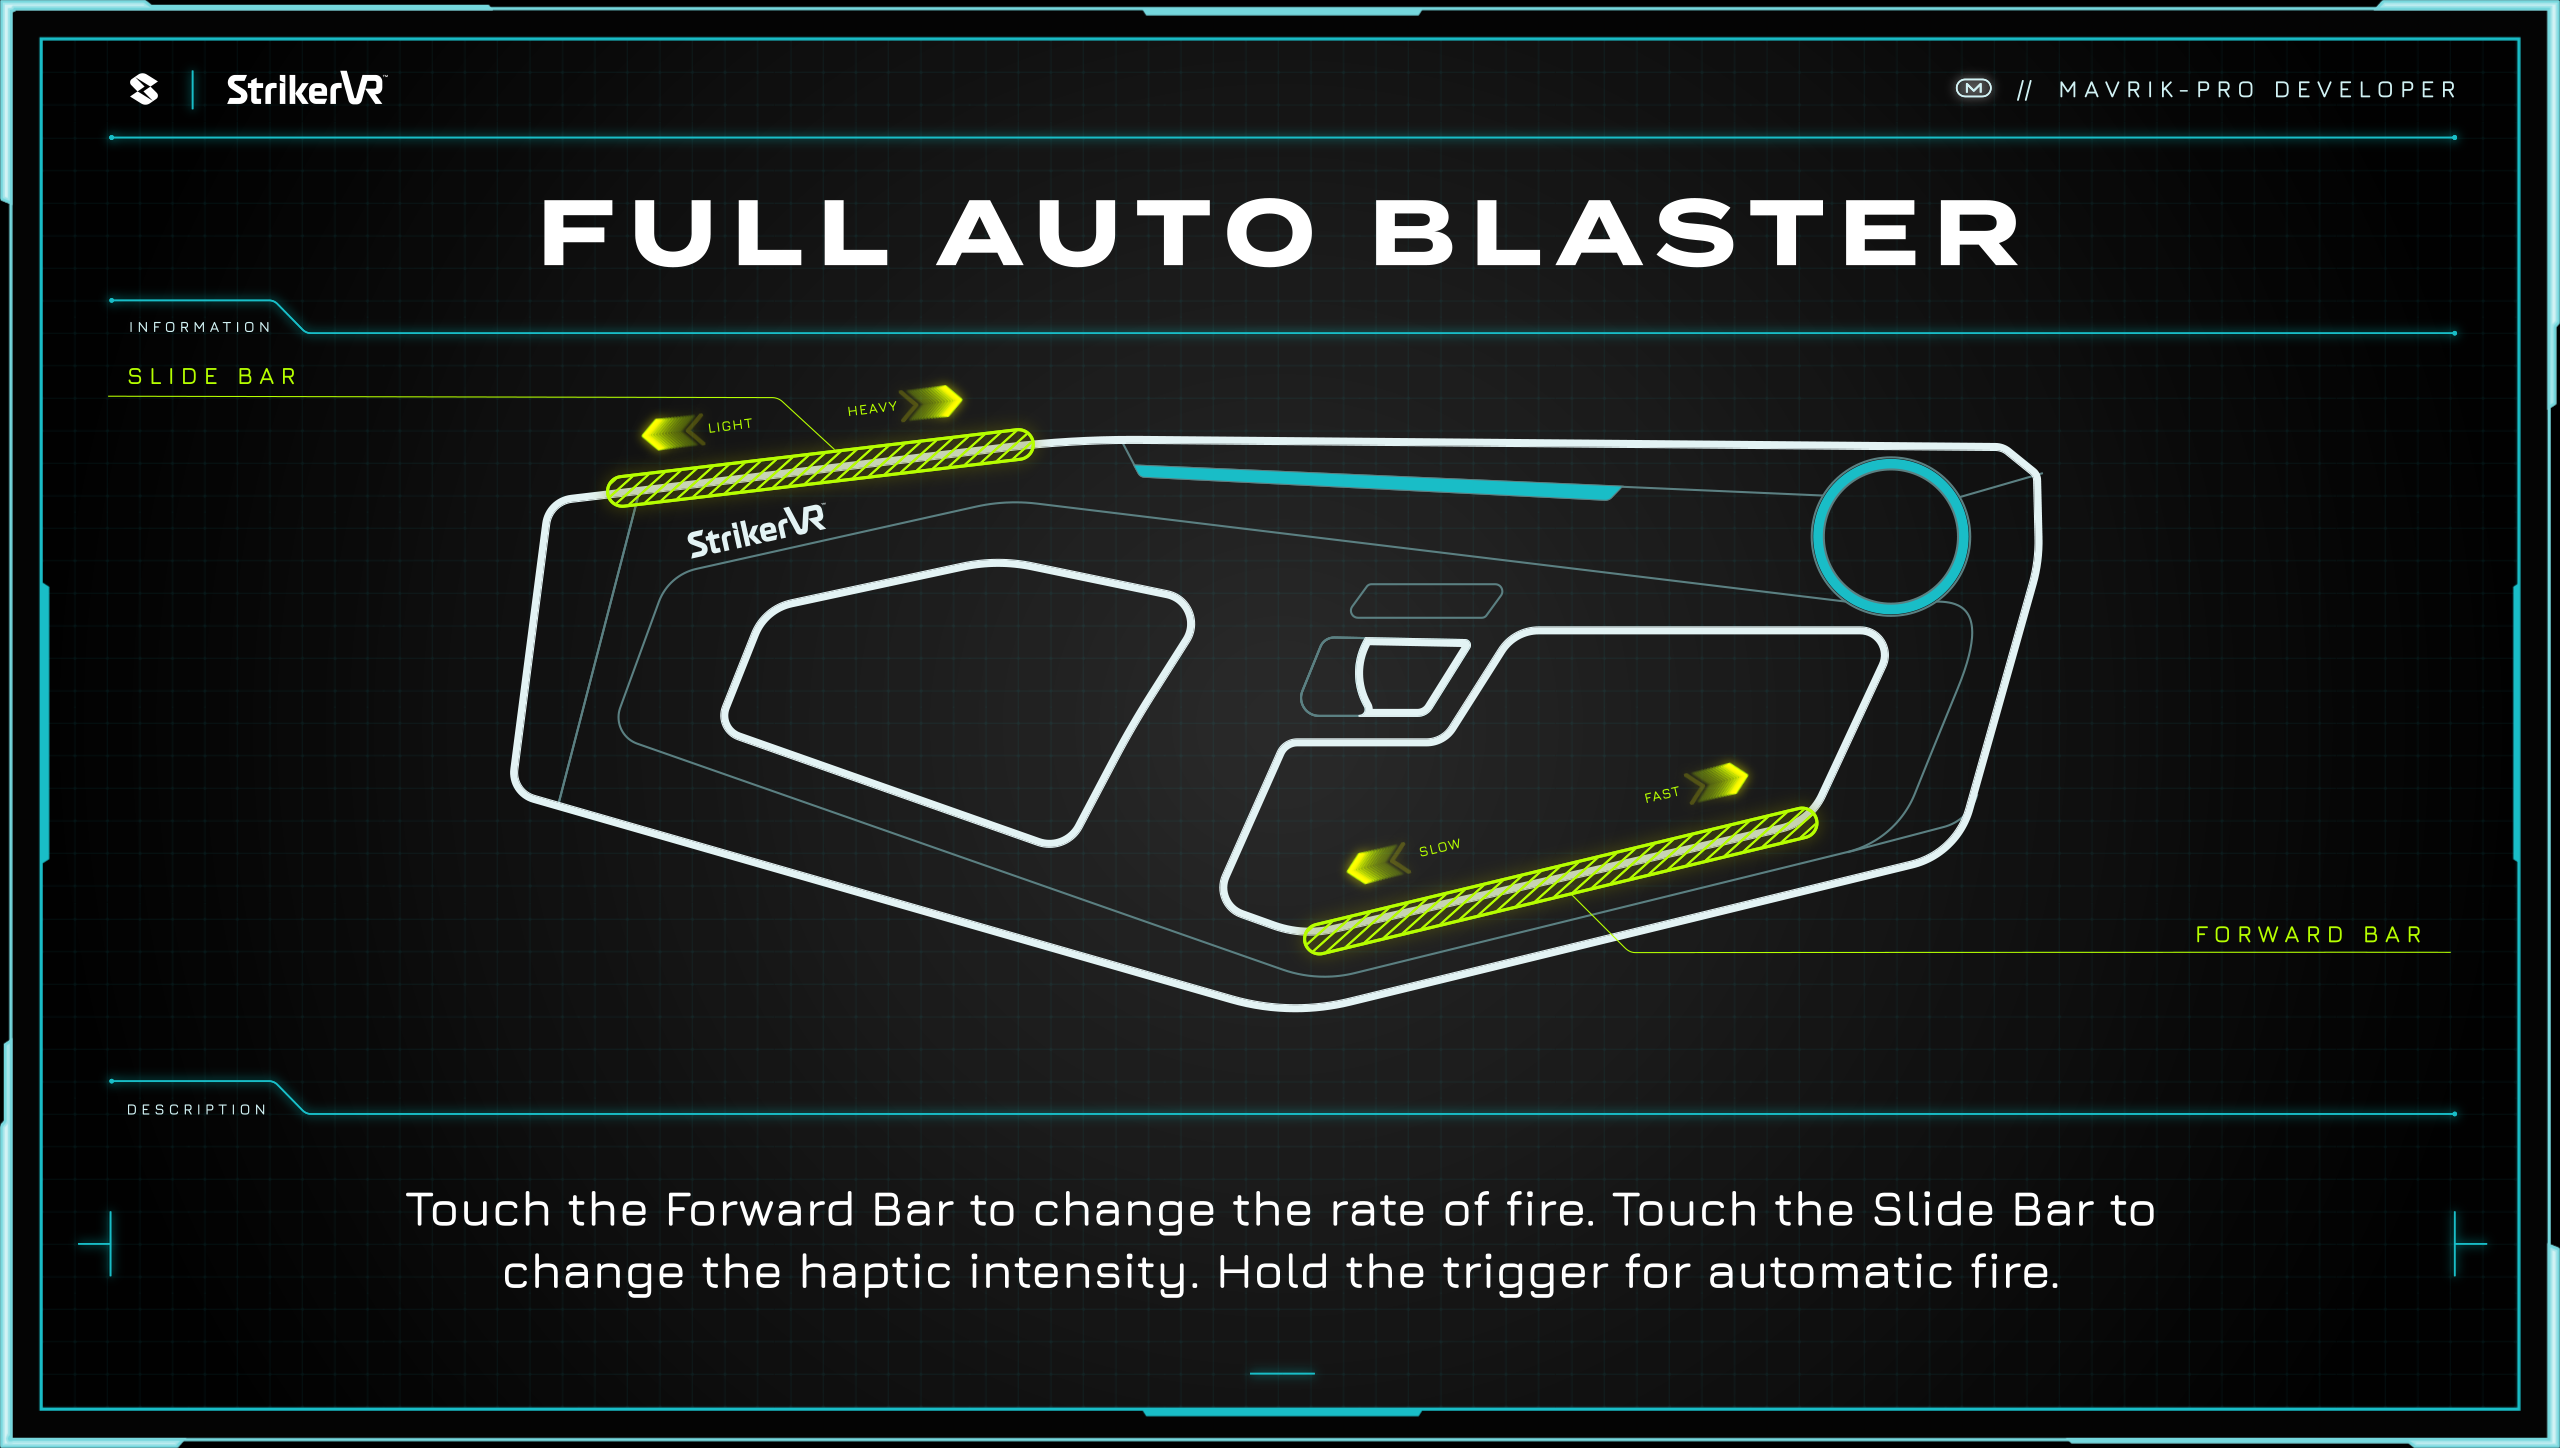 StrikerVR™
M // MAVRIK-PRO DEVELOPER
FULL AUTO BLASTER
INFORMATION
SLIDE BAR
LIGHT
HEAVY
StrikerVR
FAST
SLOW
FORWARD BAR
DESCRIPTION
Touch the Forward Bar to change the rate of fire. Touch the Slide Bar to
change the haptic intensity. Hold the trigger for automatic fire.